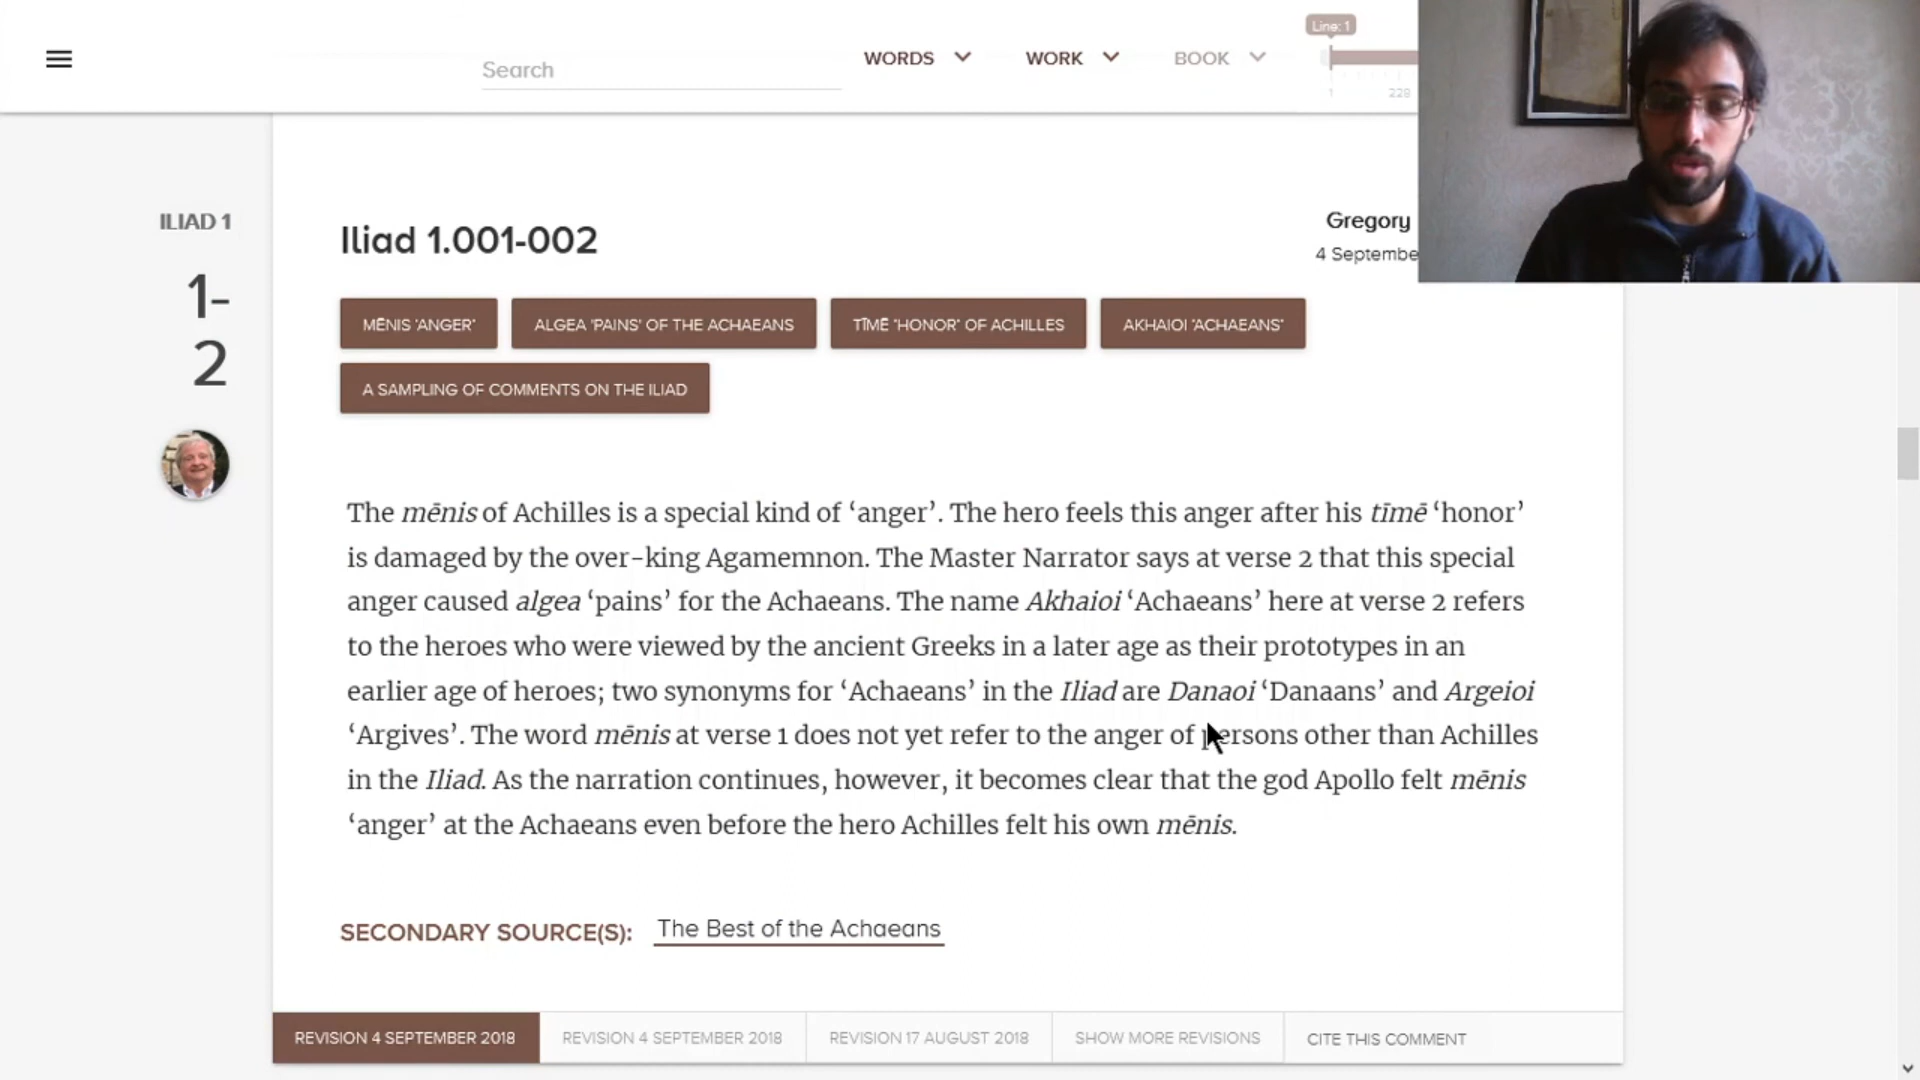 Line: 1
Search
WORDS
WORK
BOOK
1
228
ILIAD 1
1-
2
Iliad 1.001-002
Gregory
4 Septembe
MĒNIS 'ANGER'
ALGEA 'PAINS' OF THE ACHAEANS
TĪMĒ 'HONOR' OF ACHILLES
AKHAIOI 'ACHAEANS'
A SAMPLING OF COMMENTS ON THE ILIAD
The mēnis of Achilles is a special kind of ‘anger’. The hero feels this anger after his tīmē ‘honor’
is damaged by the over-king Agamemnon. The Master Narrator says at verse 2 that this special
anger caused algea ‘pains’ for the Achaeans. The name Akhaioi ‘Achaeans’ here at verse 2 refers
to the heroes who were viewed by the ancient Greeks in a later age as their prototypes in an
earlier age of heroes; two synonyms for ‘Achaeans’ in the Iliad are Danaoi ‘Danaans’ and Argeioi
‘Argives’. The word mēnis at verse 1 does not yet refer to the anger of persons other than Achilles
in the Iliad. As the narration continues, however, it becomes clear that the god Apollo felt mēnis
‘anger’ at the Achaeans even before the hero Achilles felt his own mēnis.
SECONDARY SOURCE(S): The Best of the Achaeans
REVISION 4 SEPTEMBER 2018
REVISION 4 SEPTEMBER 2018
REVISION 17 AUGUST 2018
SHOW MORE REVISIONS
CITE THIS COMMENT